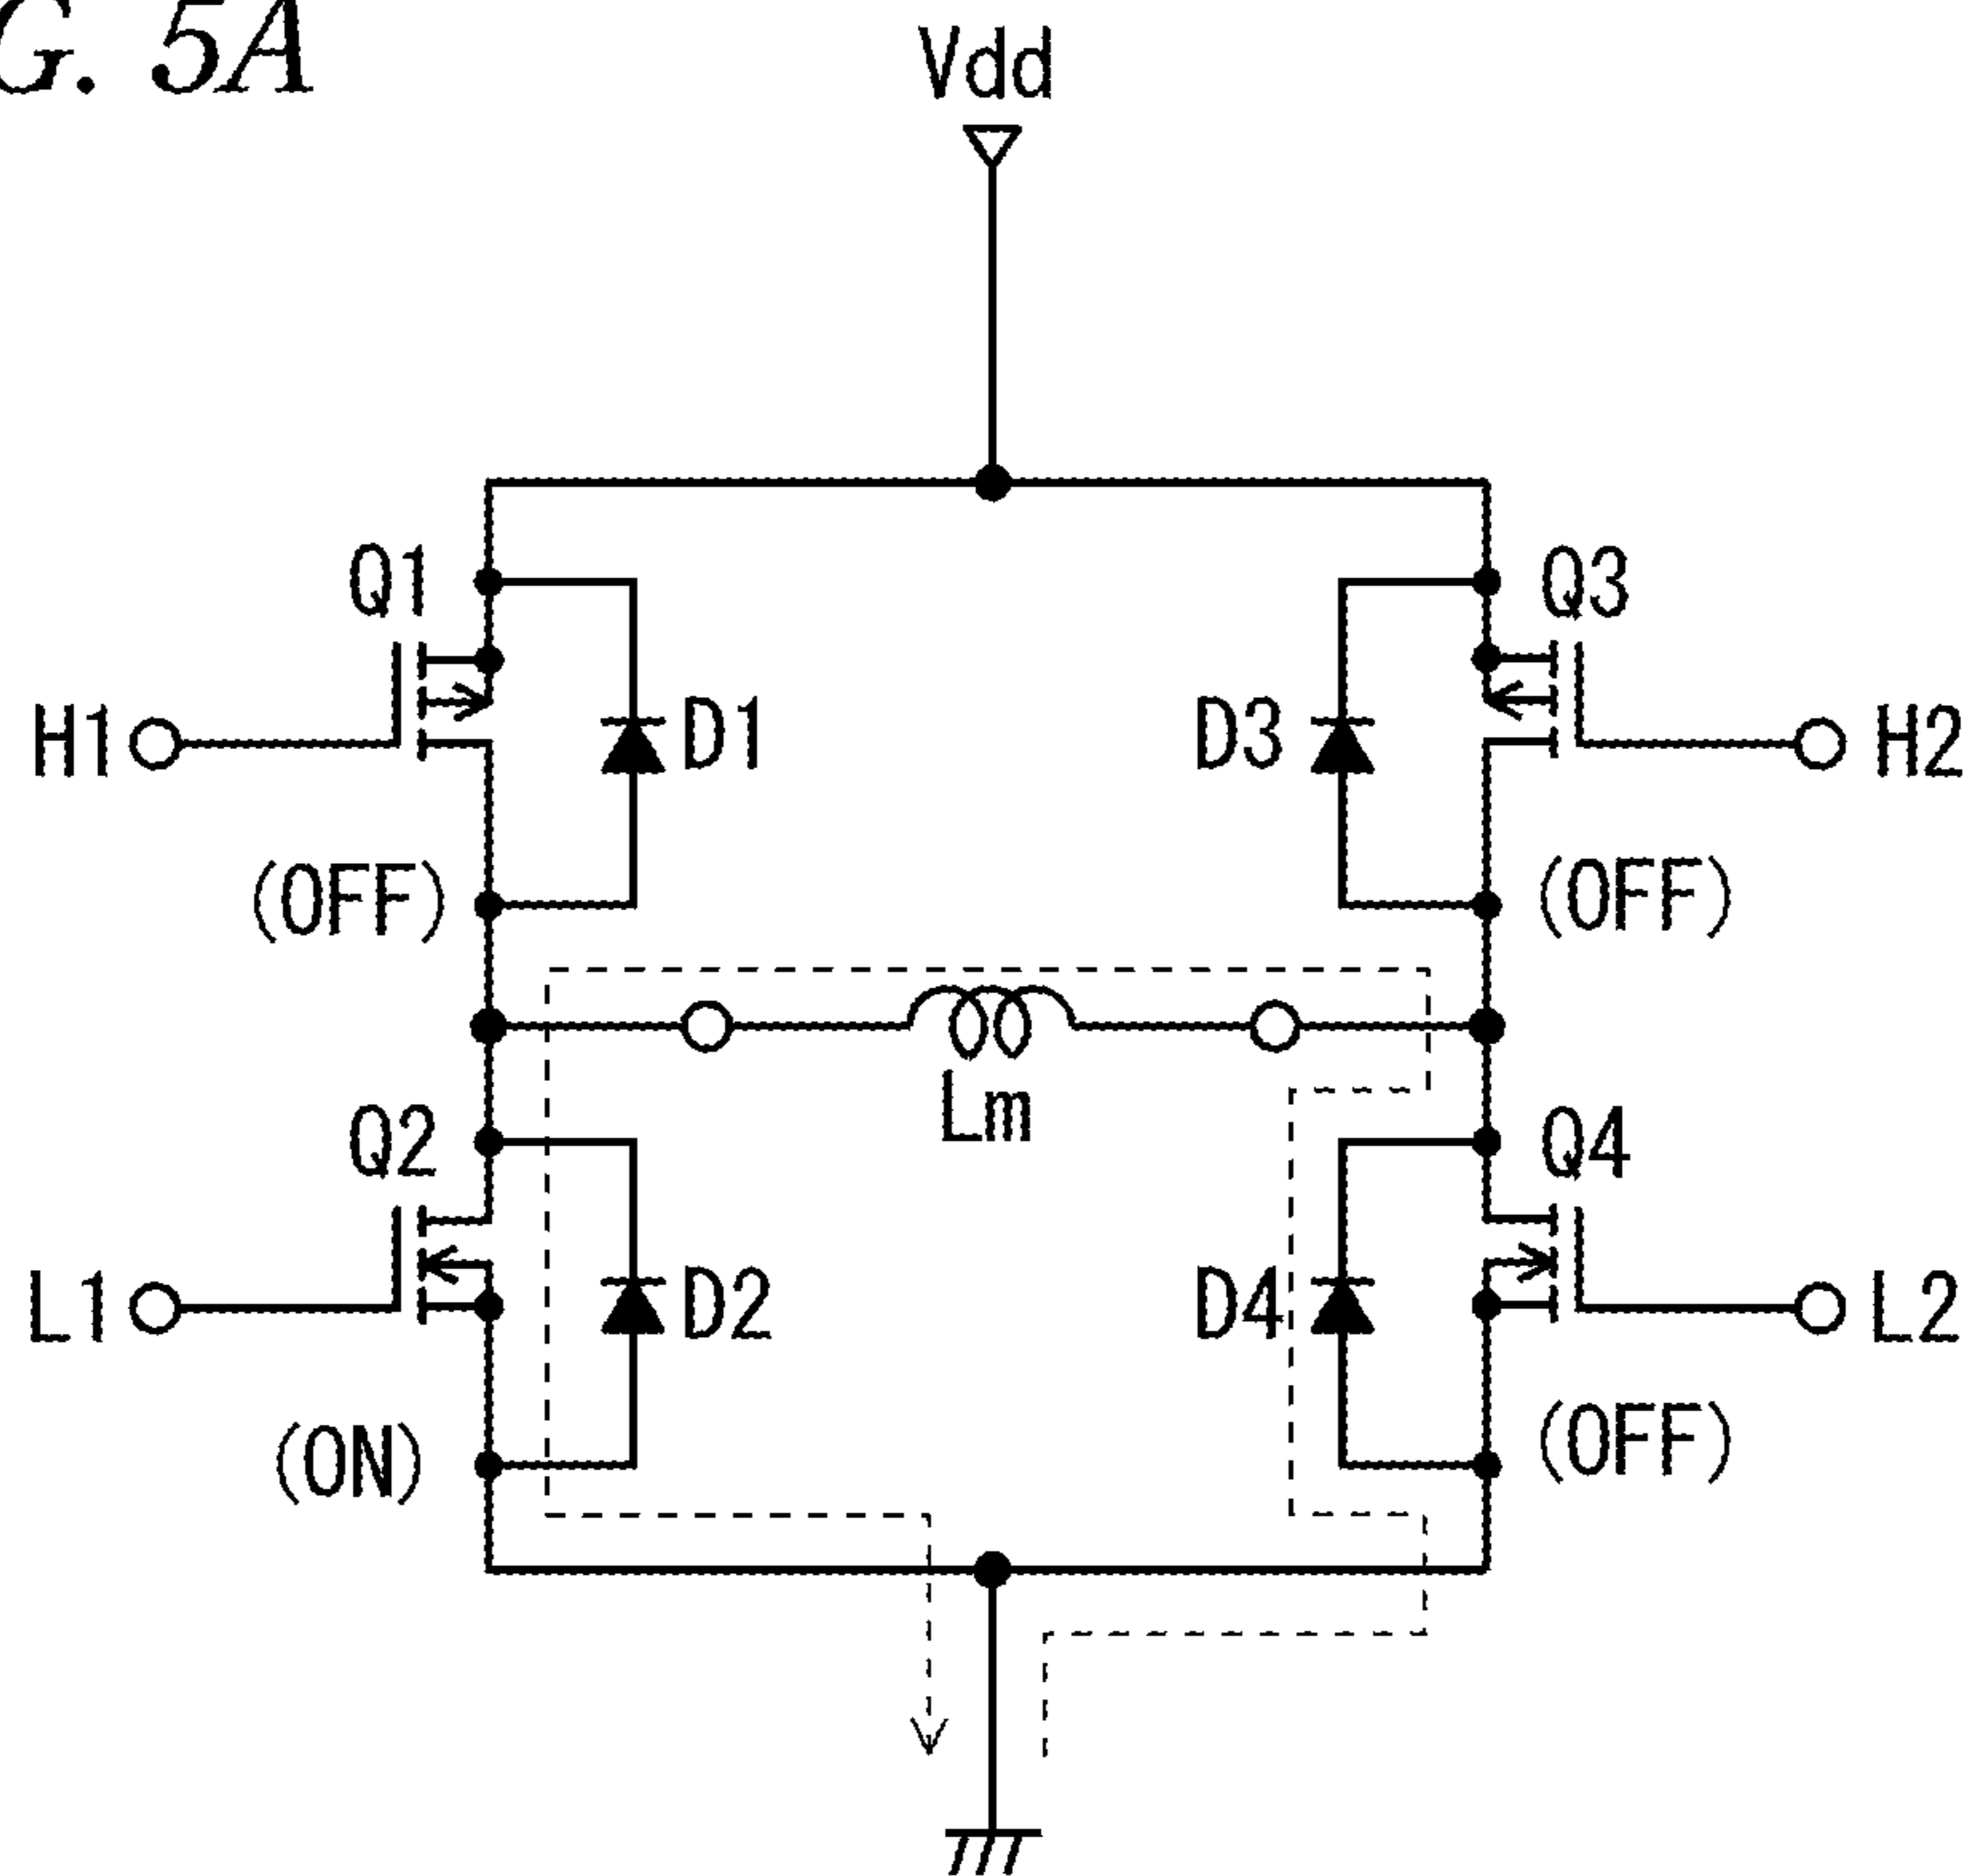 G. 5A
Vdd
Q1
Q3
H1
D1
D3
H2
(OFF)
(OFF)
Lm
Q2
Q4
L1
D2
D4
L2
(ON)
(OFF)